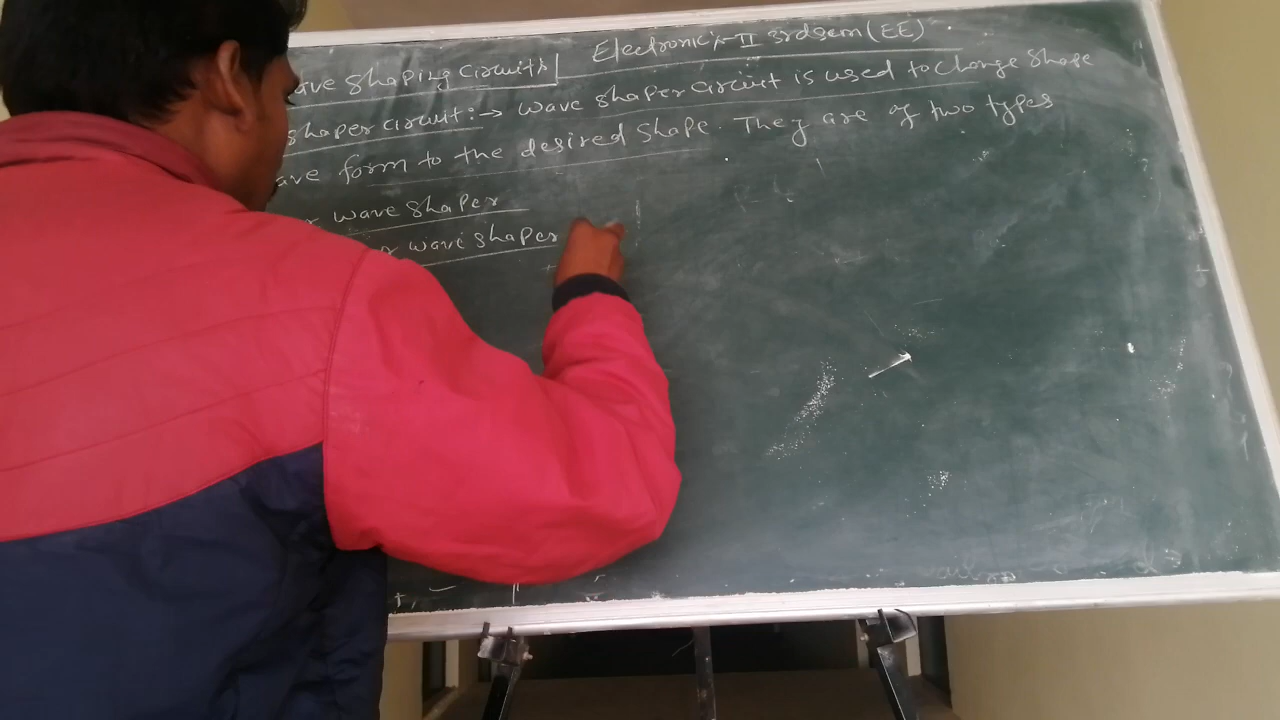 ave Shaping Circuits Electronics-II 3rdsem (EE)
shaper circuit:→ Wave shaper circuit is used to change shape
ave form to the desired shape. They are of two types
r wave shaper
r wave shaper